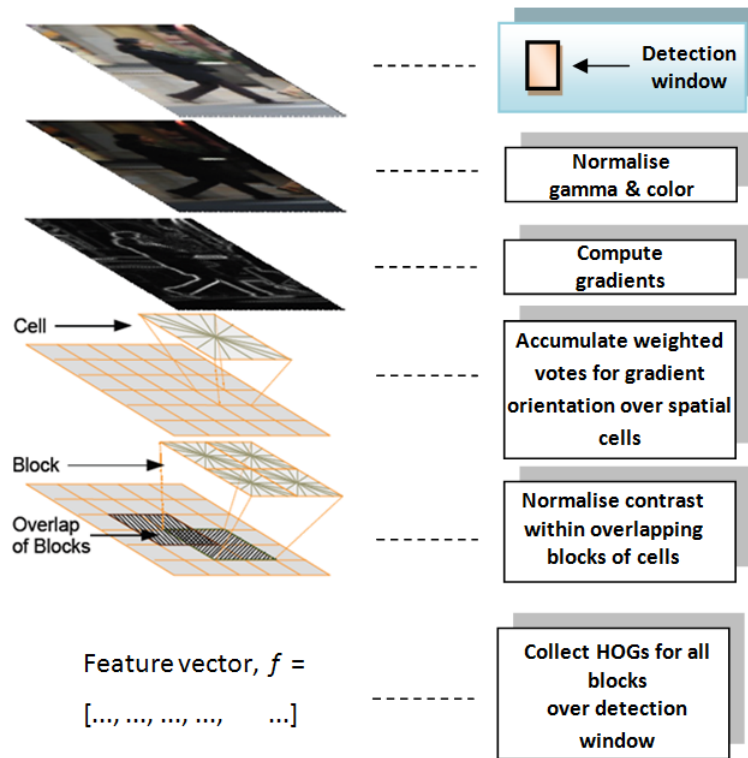 Detection
window
Normalise
gamma & color
Compute
gradients
Cell
Accumulate weighted
votes for gradient
orientation over spatial
cells
Block
Overlap
of Blocks
Normalise contrast
within overlapping
blocks of cells
Feature vector, f =
[..., ..., ..., ..., ...]
Collect HOGs for all
blocks
over detection
window